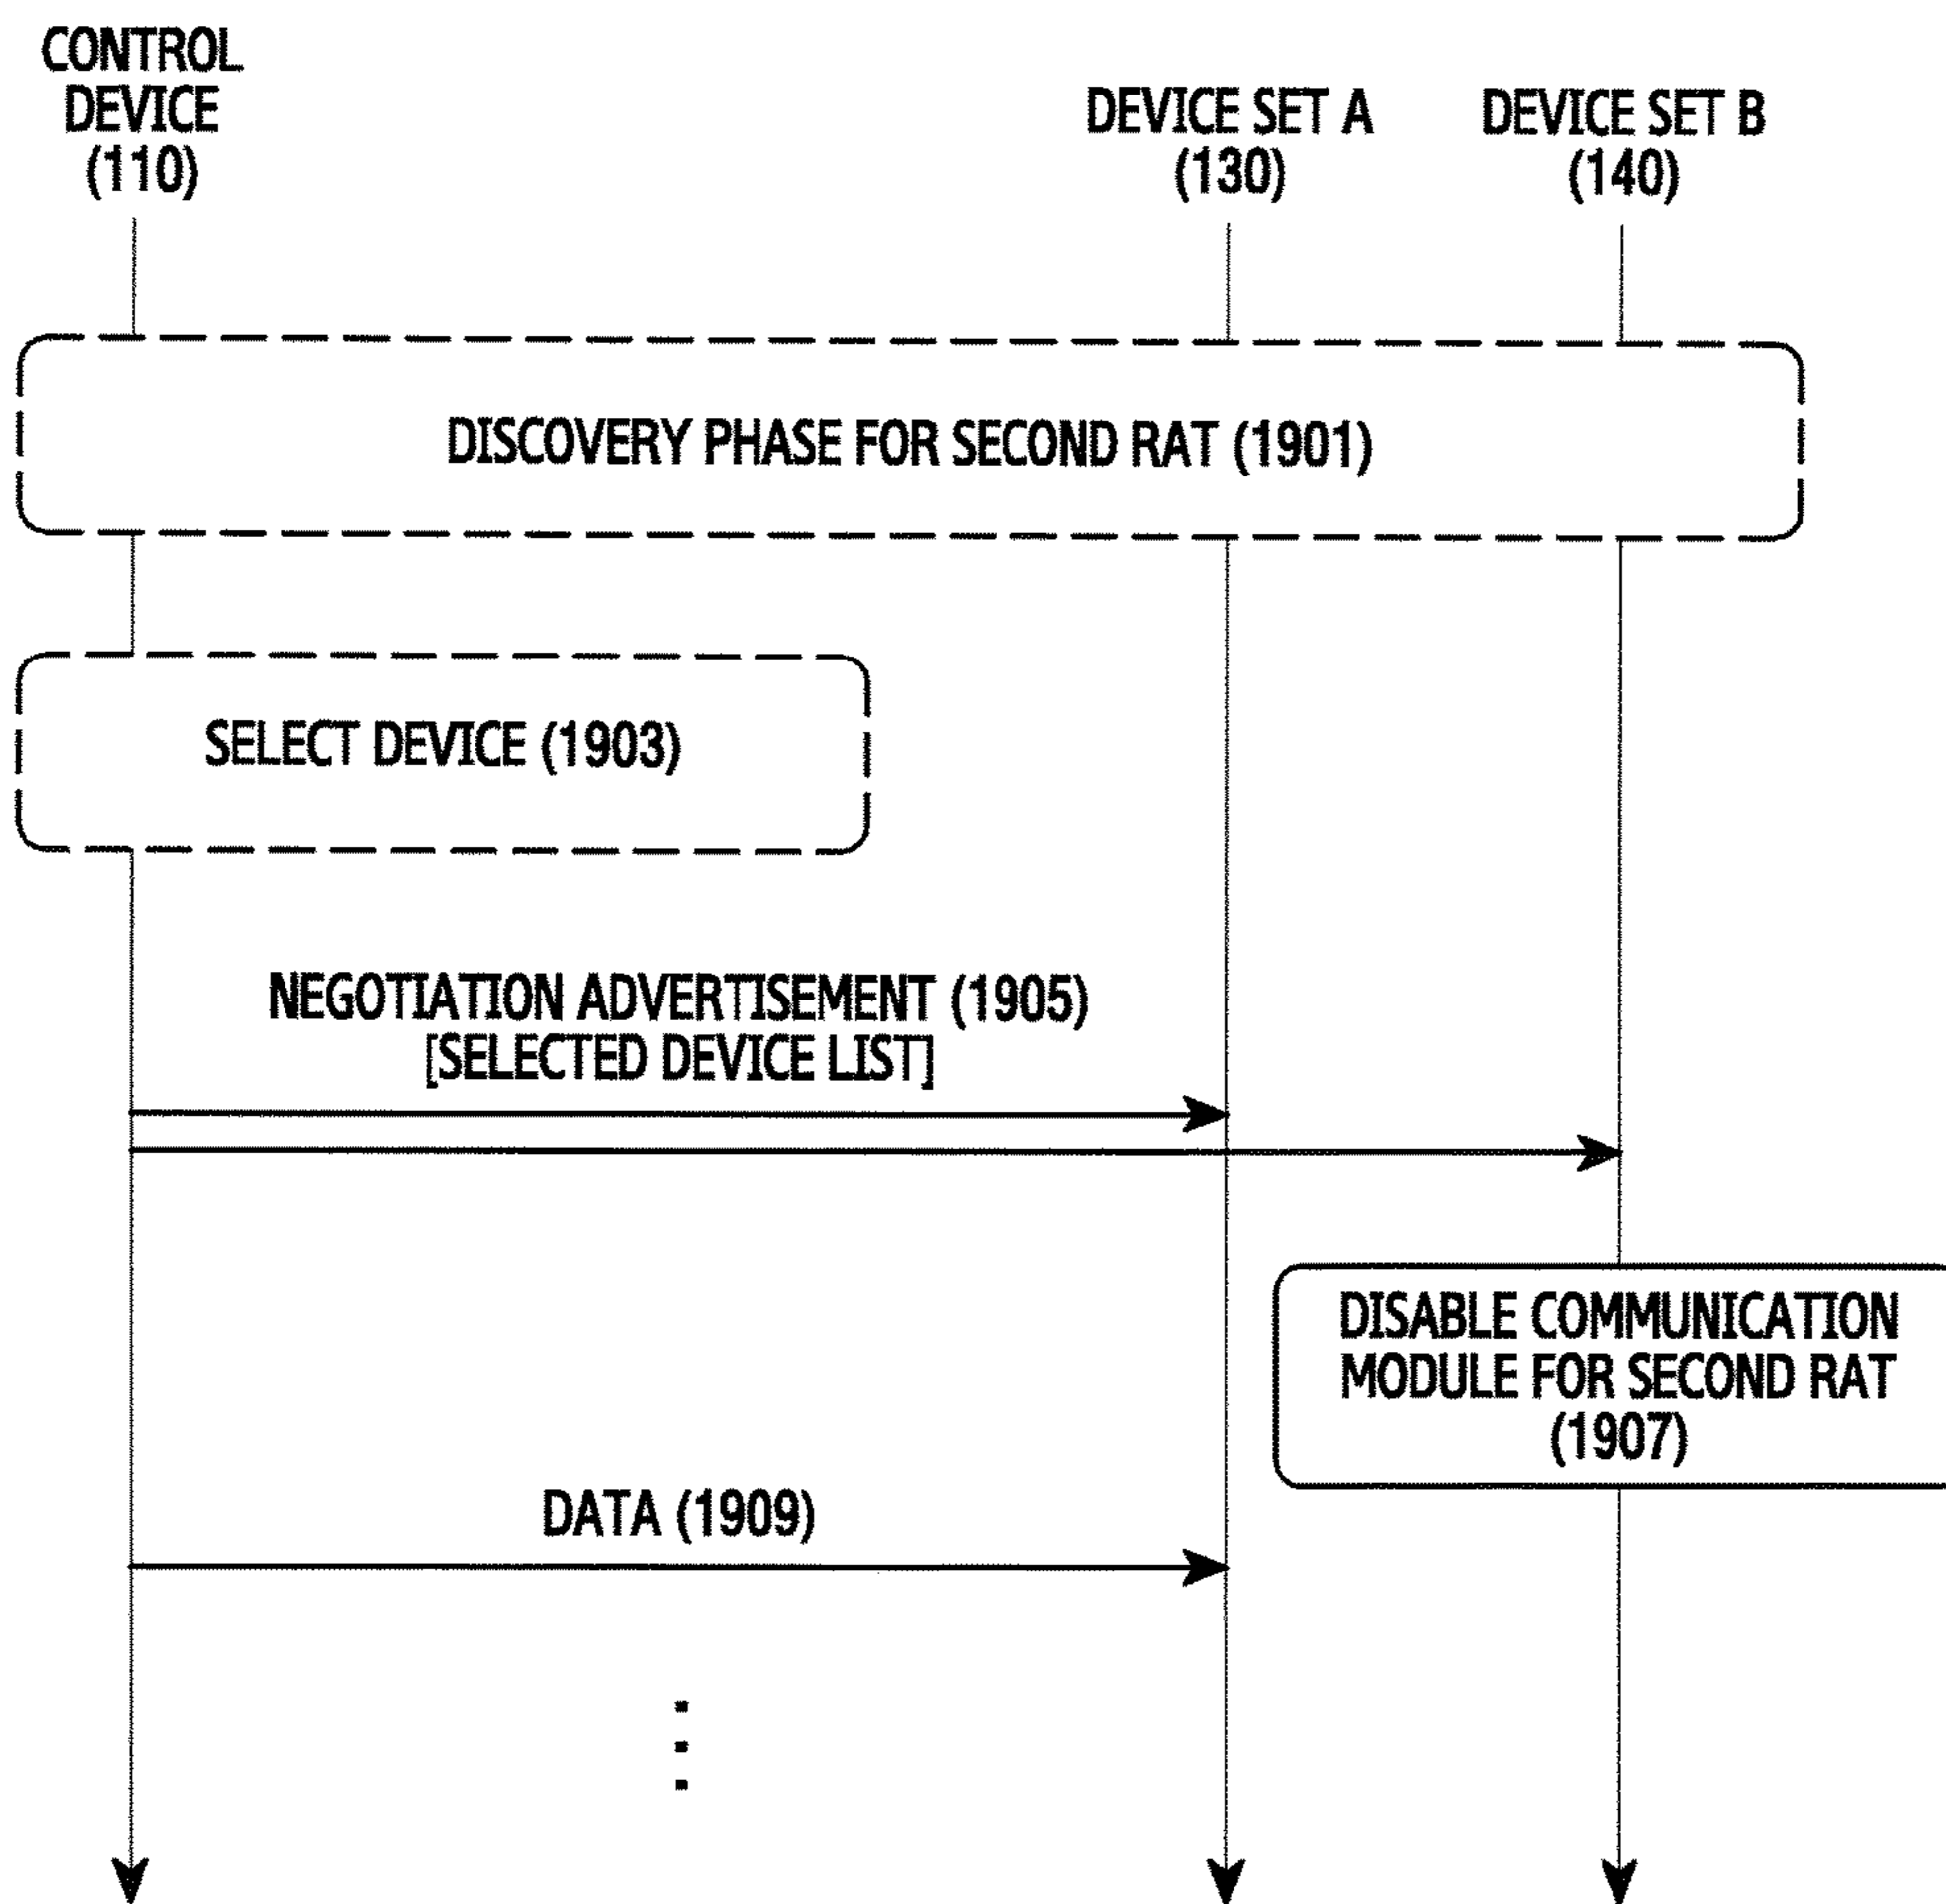 CONTROL
DEVICE
(110)
DEVICE SET A
(130)
DEVICE SET B
(140)
DISCOVERY PHASE FOR SECOND RAT (1901)
SELECT DEVICE (1903)
NEGOTIATION ADVERTISEMENT (1905)
[SELECTED DEVICE LIST]
DISABLE COMMUNICATION
MODULE FOR SECOND RAT
(1907)
DATA (1909)